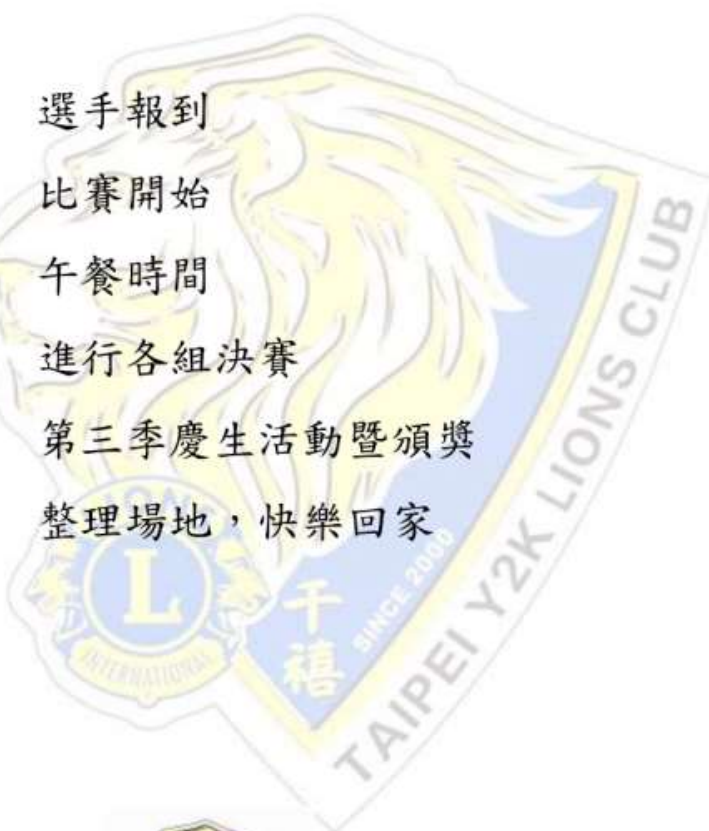 選手報到
比賽開始
午餐時間
進行各組決賽
第三季慶生活動暨頒獎
整理場地，快樂回家
LIONS
L
INTERNATIONAL
千禧
SINCE 2000
TAIPEI Y2K LIONS CLUB